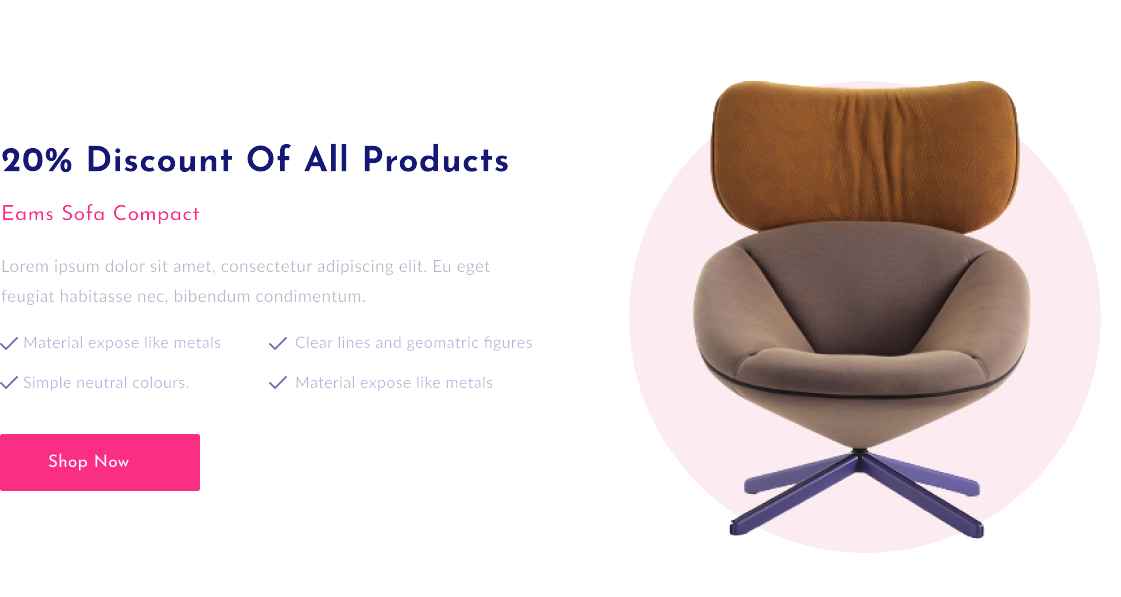 20% Discount Of All Products
Eams Sofa Compact
Lorem ipsum dolor sit amet, consectetur adipiscing elit. Eu eget
feugiat habitasse nec, bibendum condimentum.
Material expose like metals
Clear lines and geomatric figures
Simple neutral colours.
Material expose like metals
Shop Now